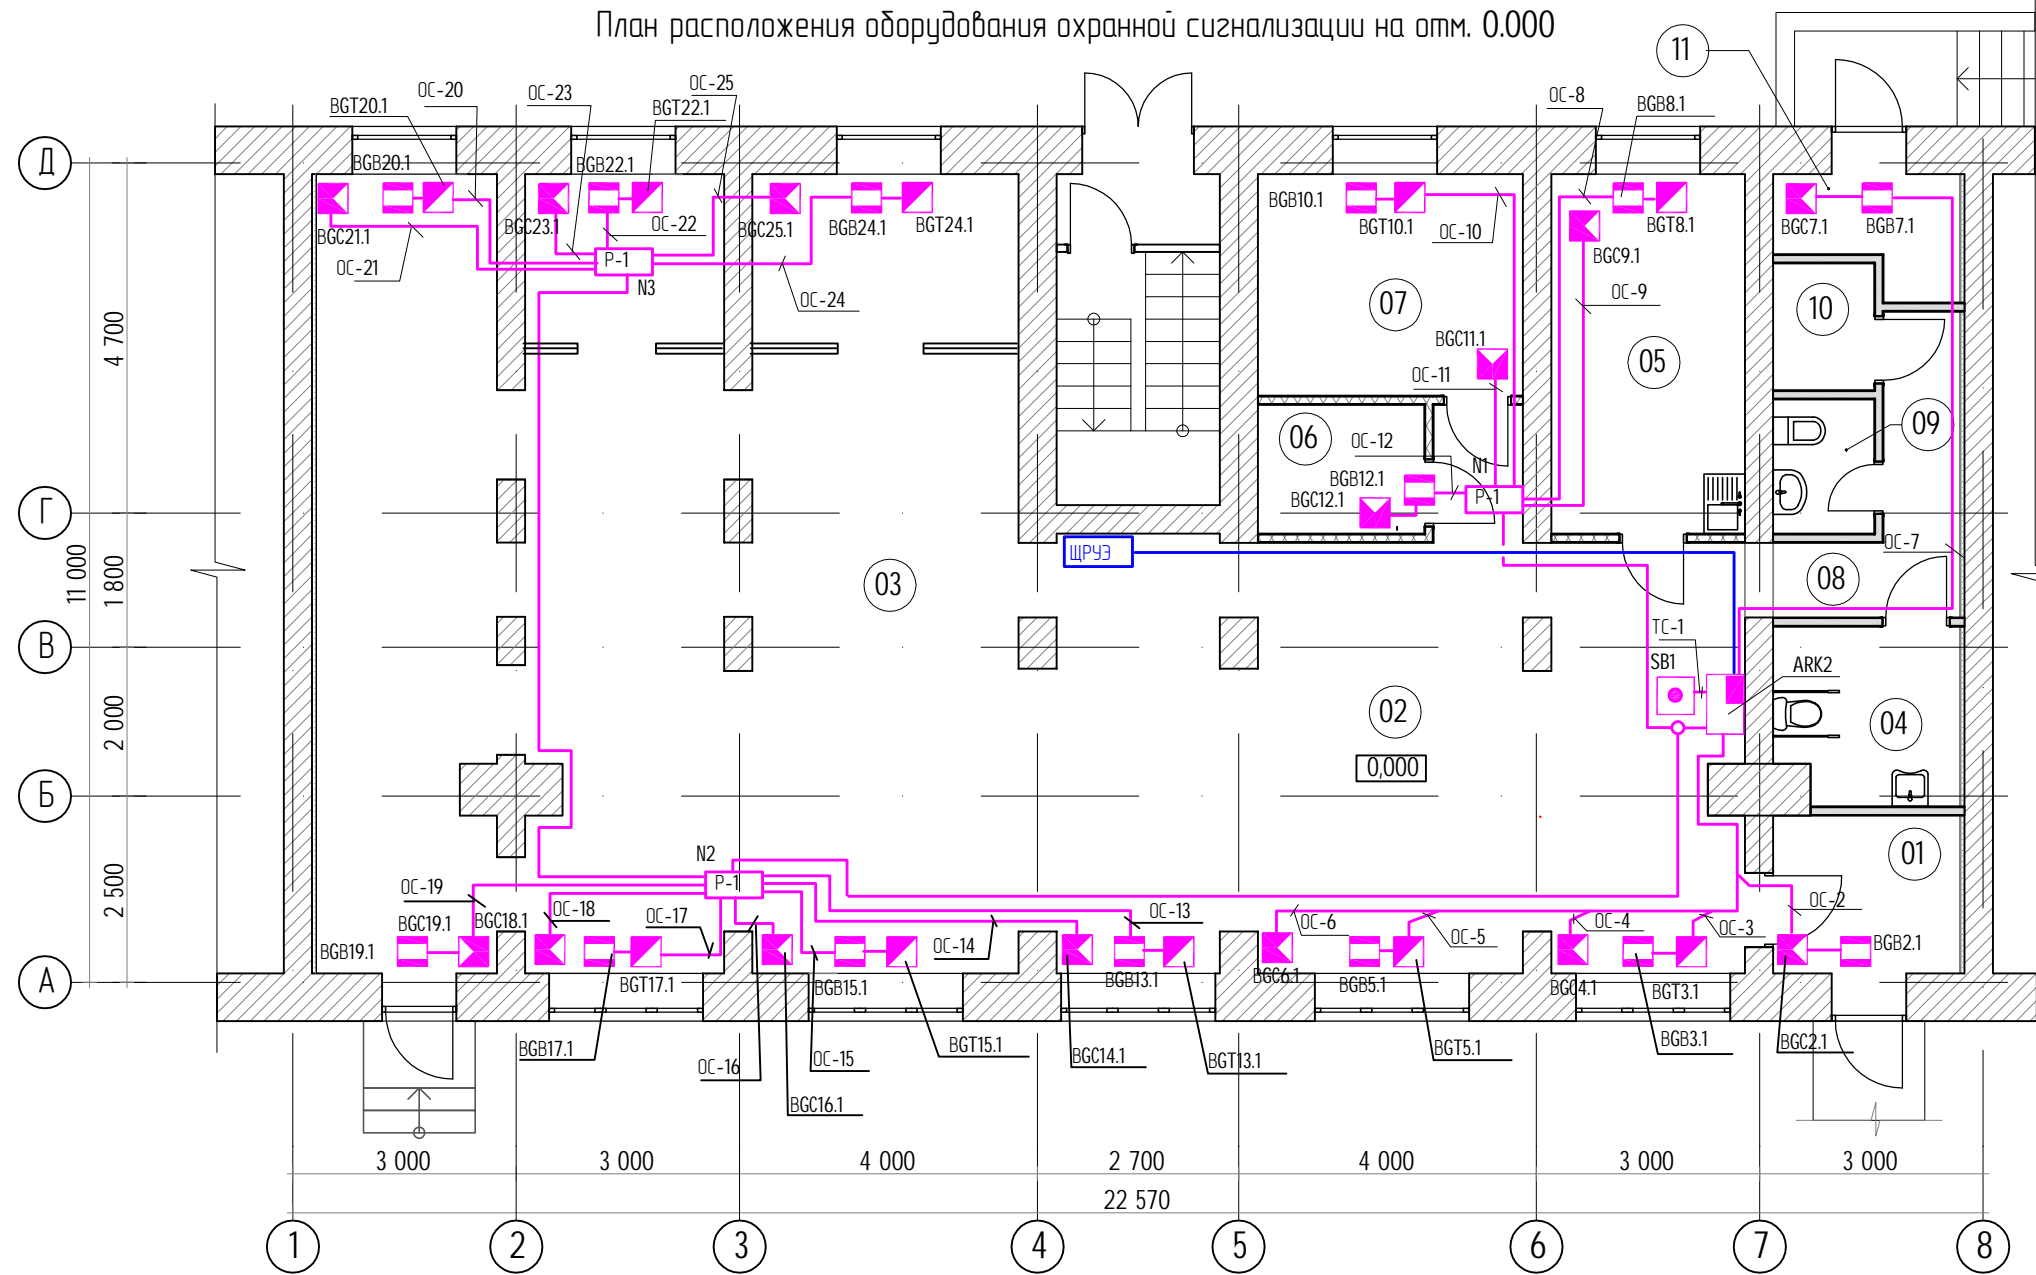 План расположения оборудования охранной сигнализации на отм. 0.000
11
ОС-25
ОС-20
ОС-23
BGT20.1
BGT22.1
ОС-8
BGB8.1
Д
BGB20.1
BGB22.1
BGB10.1
BGC21.1
BGC23.1
ОС-22
BGC25.1
BGB24.1
BGT24.1
BGT10.1
ОС-10
BGT8.1
BGC7.1
BGB7.1
BGC9.1
ОС-21
Р-1
N3
ОС-24
07
ОС-9
10
4 700
BGC11.1
05
ОС-11
09
06
ОС-12
N1
BGB12.1
BGC12.1
Р-1
Г
ЩРУЭ
ОС-7
11 000
1 800
03
08
В
ТС-1
SB1
ARK2
2 000
02
04
0,000
Б
N2
01
2 500
Р-1
ОС-19
BGC19.1
BGC18.1
ОС-18
ОС-17
ОС-13
ОС-14
ОС-6
ОС-5
ОС-4
ОС-3
ОС-2
BGB19.1
BGB2.1
А
BGT17.1
BGB15.1
BGB13.1
BGC6.1
BGB5.1
BGC4.1
BGT3.1
BGB17.1
ОС-16
ОС-15
BGT15.1
BGC14.1
BGT13.1
BGT5.1
BGB3.1
BGC2.1
BGC16.1
3 000
3 000
4 000
2 700
4 000
3 000
3 000
22 570
1
2
3
4
5
6
7
8